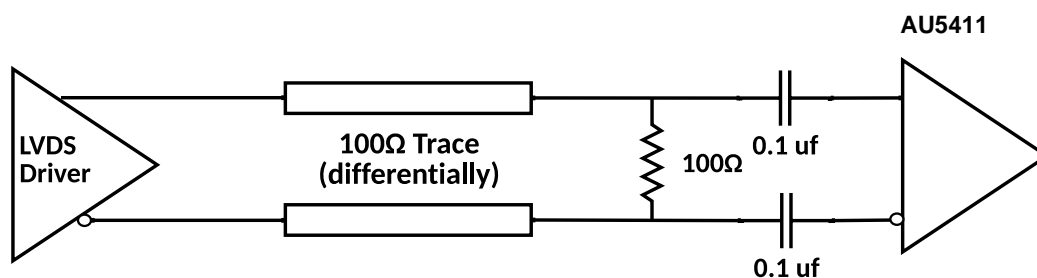 AU5411
LVDS
Driver
100Ω Trace
(differentially)
100Ω
0.1 uf
0.1 uf